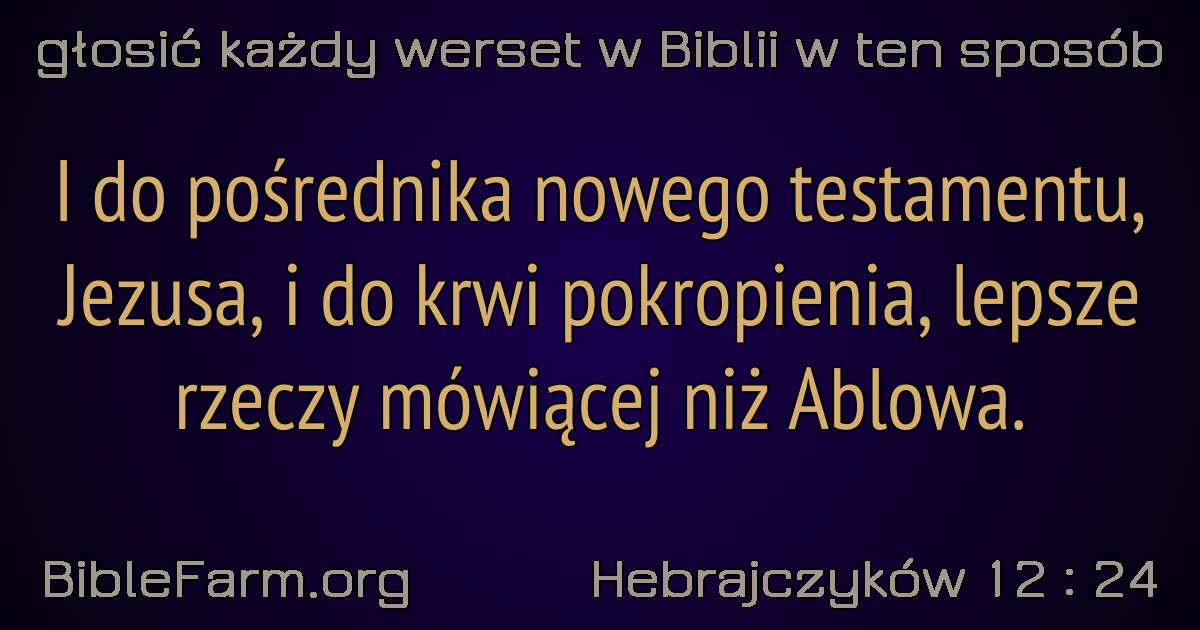 głosić każdy werset w Biblii w ten sposób
I do pośrednika nowego testamentu,
Jezusa, i do krwi pokropienia, lepsze
rzeczy mówiącej niż Ablowa.
BibleFarm.org
Hebrajczyków 12 : 24